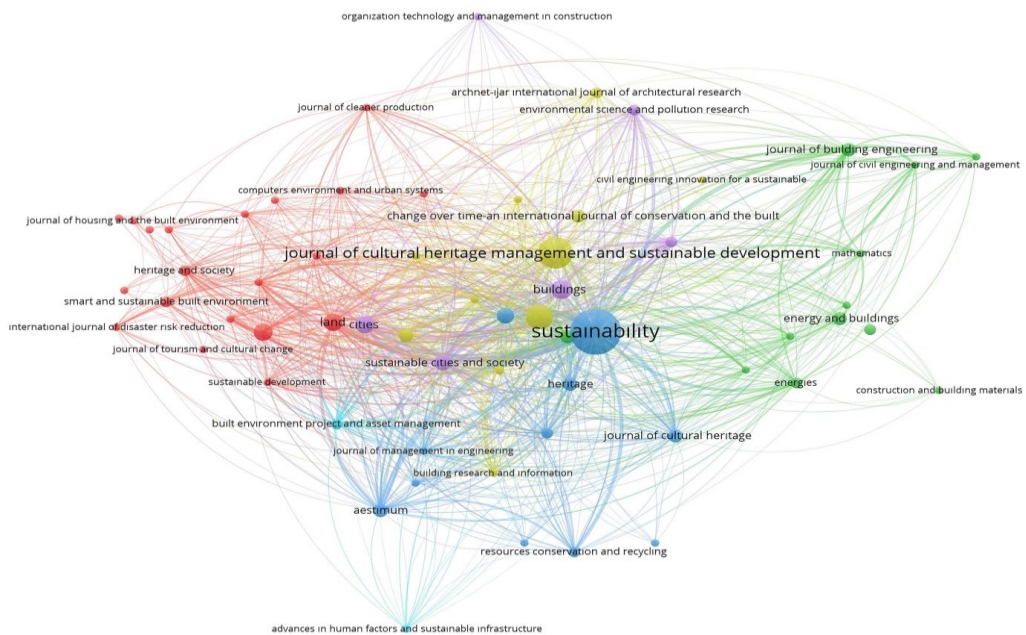 organization technology and management in construction
archnet-ijar international journal of architectural research
journal of cleaner production
environmental science and pollution research
journal of building engineering
journal of civil engineering and management
civil engineering innovation for a sustainable
computers environment and urban systems
journal of housing and the built environment
change over time-an international journal of conservation and the built
journal of cultural heritage management and sustainable development
mathematics
heritage and society
buildings
smart and sustainable built environment
energy and buildings
land
cities
international journal of disaster risk reduction
sustainability
journal of tourism and cultural change
sustainable cities and society
sustainable development
heritage
energies
construction and building materials
built environment project and asset management
journal of cultural heritage
journal of management in engineering
building research and information
aestimum
resources conservation and recycling
advances in human factors and sustainable infrastructure